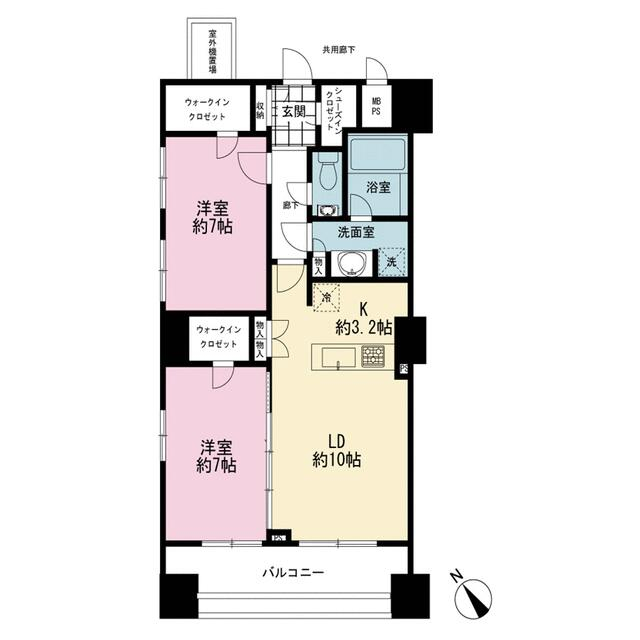 室外機置場
共用廊下
ウォークイン
クロゼット
収納
玄関
シューズイン
クロゼット
MB
PS
洋室
約7帖
廊下
浴室
洗面室
物入
洗
冷
K
約3.2帖
ウォークイン
クロゼット
物入
物入
PS
洋室
約7帖
LD
約10帖
PS
バルコニー
N